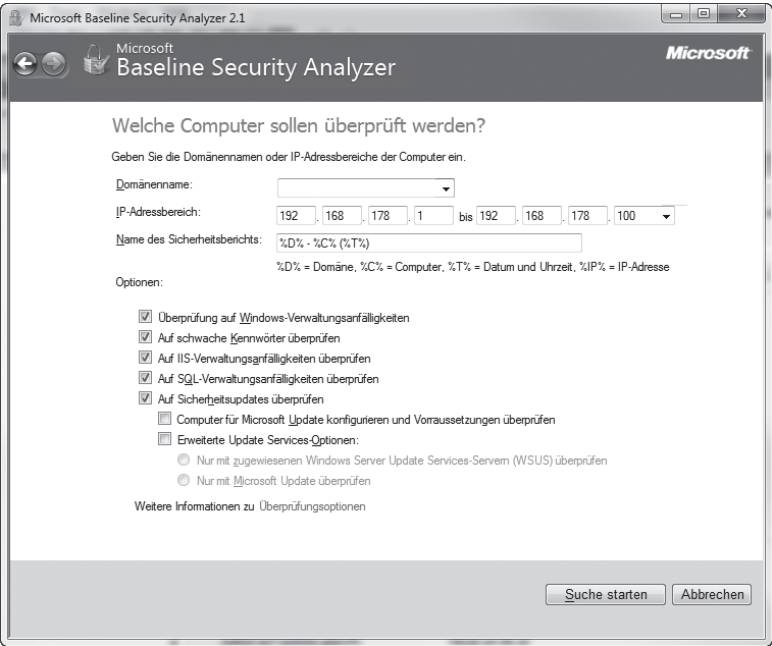 Microsoft Baseline Security Analyzer 2.1
Microsoft
Baseline Security Analyzer
Microsoft
Welche Computer sollen überprüft werden?
Geben Sie die Domänennamen oder IP-Adressbereiche der Computer ein.
Domänenname:
IP-Adressbereich: 192 . 168 . 178 . 1 bis 192 . 168 . 178 . 100
Name des Sicherheitsberichts: %D% - %C% (%T%)
%D% = Domäne, %C% = Computer, %T% = Datum und Uhrzeit, %IP% = IP-Adresse
Optionen:
Überprüfung auf Windows-Verwaltungsanfälligkeiten
Auf schwache Kennwörter überprüfen
Auf IIS-Verwaltungsanfälligkeiten überprüfen
Auf SQL-Verwaltungsanfälligkeiten überprüfen
Auf Sicherheitsupdates überprüfen
Computer für Microsoft Update konfigurieren und Vorraussetzungen überprüfen
Erweiterte Update Services-Optionen:
Nur mit zugewiesenen Windows Server Update Services-Servern (WSUS) überprüfen
Nur mit Microsoft Update überprüfen
Weitere Informationen zu Überprüfungsoptionen
Suche starten Abbrechen